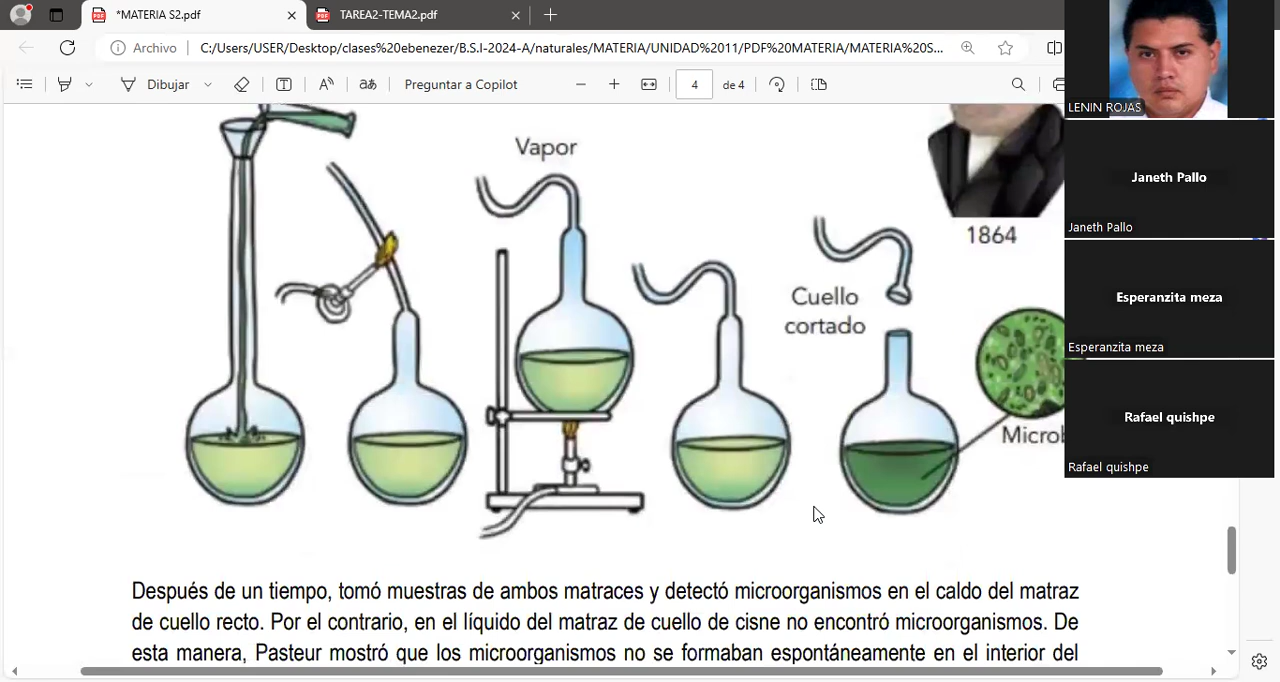 *MATERIA S2.pdf
TAREA2-TEMA2.pdf
Archivo
C:/Users/USER/Desktop/clases%20ebenezer/B.S.I-2024-A/naturales/MATERIA/UNIDAD%2011/PDF%20MATERIA/MATERIA%20S...
Dibujar
Preguntar a Copilot
4
de 4
LENIN ROJAS
Vapor
Janeth Pallo
Janeth Pallo
1864
Cuello
cortado
Esperanzita meza
Esperanzita meza
Rafael quishpe
Rafael quishpe
Microb
Después de un tiempo, tomó muestras de ambos matraces y detectó microorganismos en el caldo del matraz
de cuello recto. Por el contrario, en el líquido del matraz de cuello de cisne no encontró microorganismos. De
esta manera, Pasteur mostró que los microorganismos no se formaban espontáneamente en el interior del